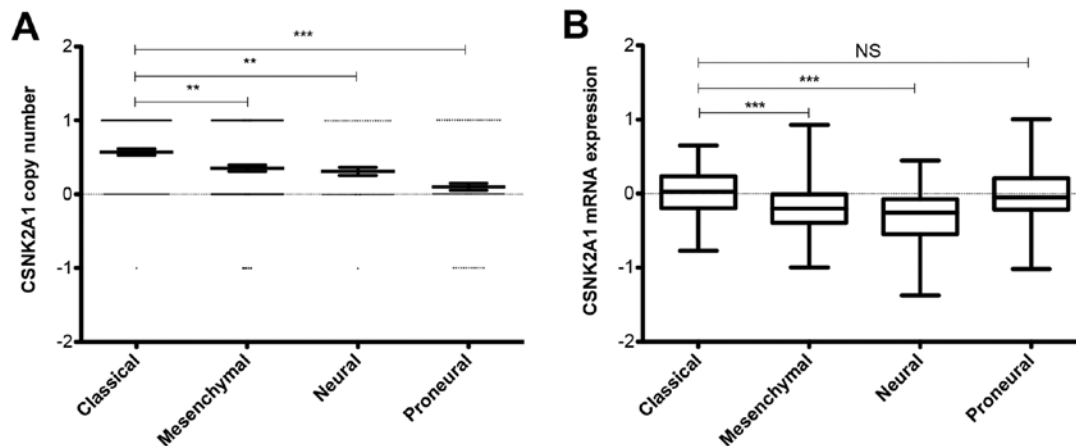 A
CSNK2A1 copy number
2
1
0
-1
-2
***
**
**
Classical
Mesenchymal
Neural
Proneural
B
CSNK2A1 mRNA expression
2
1
0
-1
-2
NS
***
***
Classical
Mesenchymal
Neural
Proneural